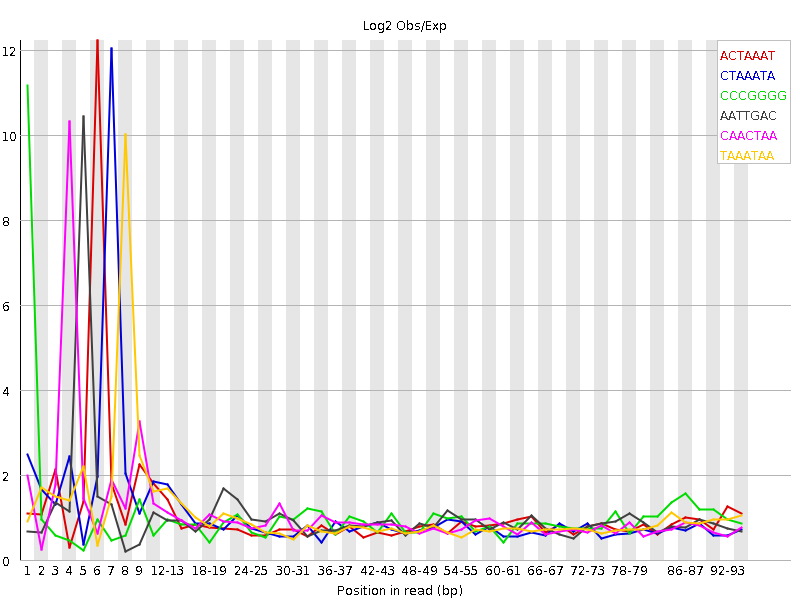 Log2 Obs/Exp
12
10
8
6
4
2
0
ACTAAAT
CTAAATA
CCCGGGG
AATTGAC
CAACTAA
TAAATAA
1 2 3 4 5 6 7 8 9 12-13 18-19 24-25 30-31 36-37 42-43 48-49 54-55 60-61 66-67 72-73 78-79 86-87 92-93
Position in read (bp)